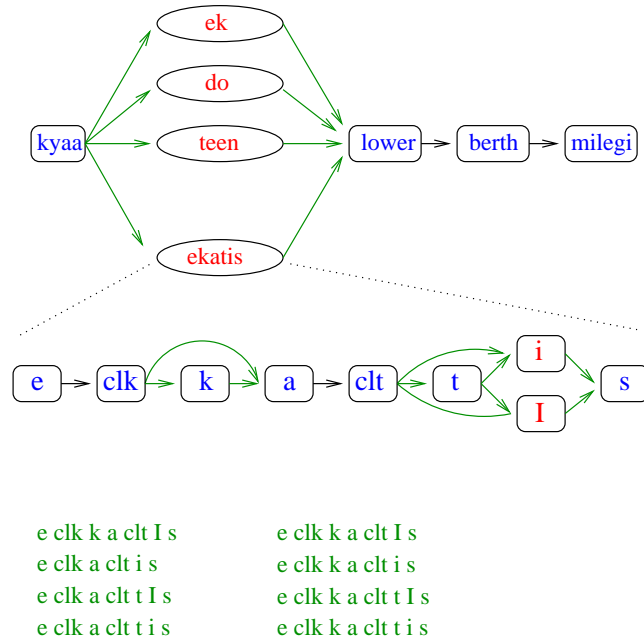 ek
do
kyaa teen lower berth milegi
ekatis
i
e clk k a clt t s
I
e clk k a clt I s e clk k a clt I s
e clk a clt i s e clk k a clt i s
e clk a clt t I s e clk k a clt t I s
e clk a clt t i s e clk k a clt t i s